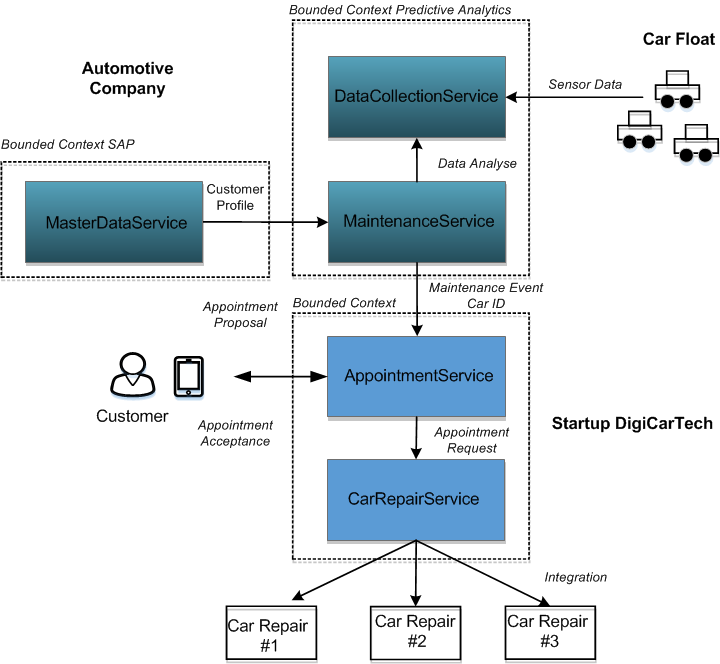 Bounded Context Predictive Analytics
Car Float
Automotive
Company
DataCollectionService
Sensor Data
Bounded Context SAP
Data Analyse
Customer
Profile
MasterDataService
MaintenanceService
Maintenance Event
Car ID
Appointment
Proposal
Bounded Context
AppointmentService
Customer
Appointment
Acceptance
Startup DigiCarTech
Appointment
Request
CarRepairService
Integration
Car Repair
#1
Car Repair
#2
Car Repair
#3